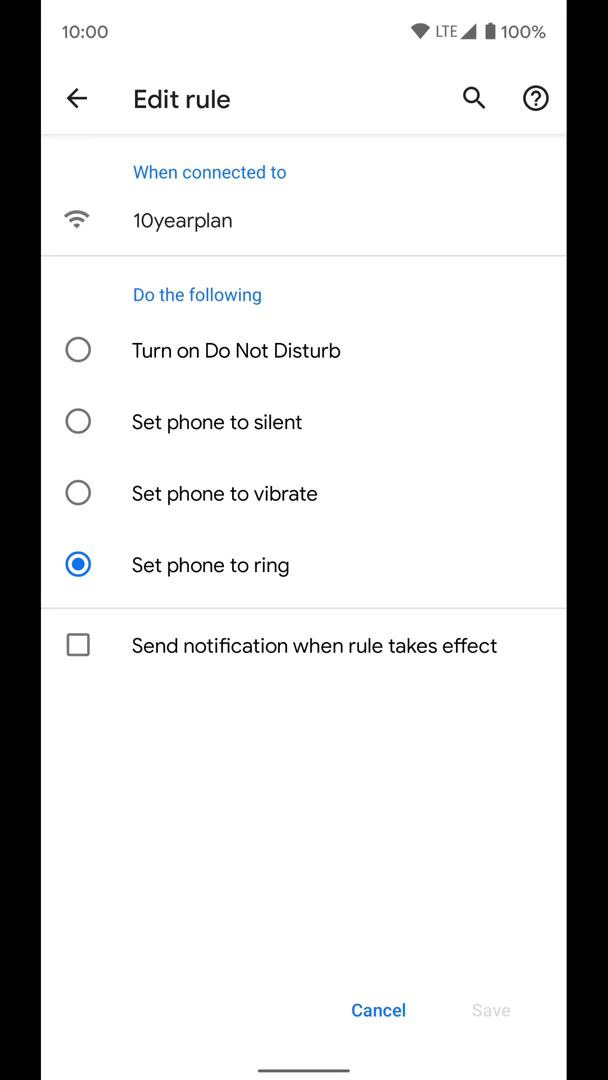 10:00 LTE 100%
Edit rule
When connected to
10yearplan
Do the following
Turn on Do Not Disturb
Set phone to silent
Set phone to vibrate
Set phone to ring
Send notification when rule takes effect
Cancel Save